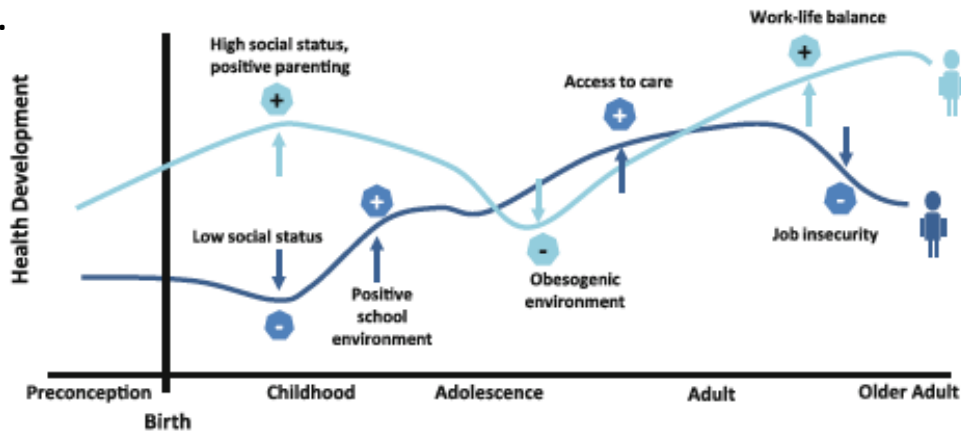 Health Development
High social status,
positive parenting
+
Low social status
-
+
Positive
school
environment
Access to care
+
-
Obesogenic
environment
Work-life balance
+
-
Job insecurity
Preconception
Birth
Childhood
Adolescence
Adult
Older Adult